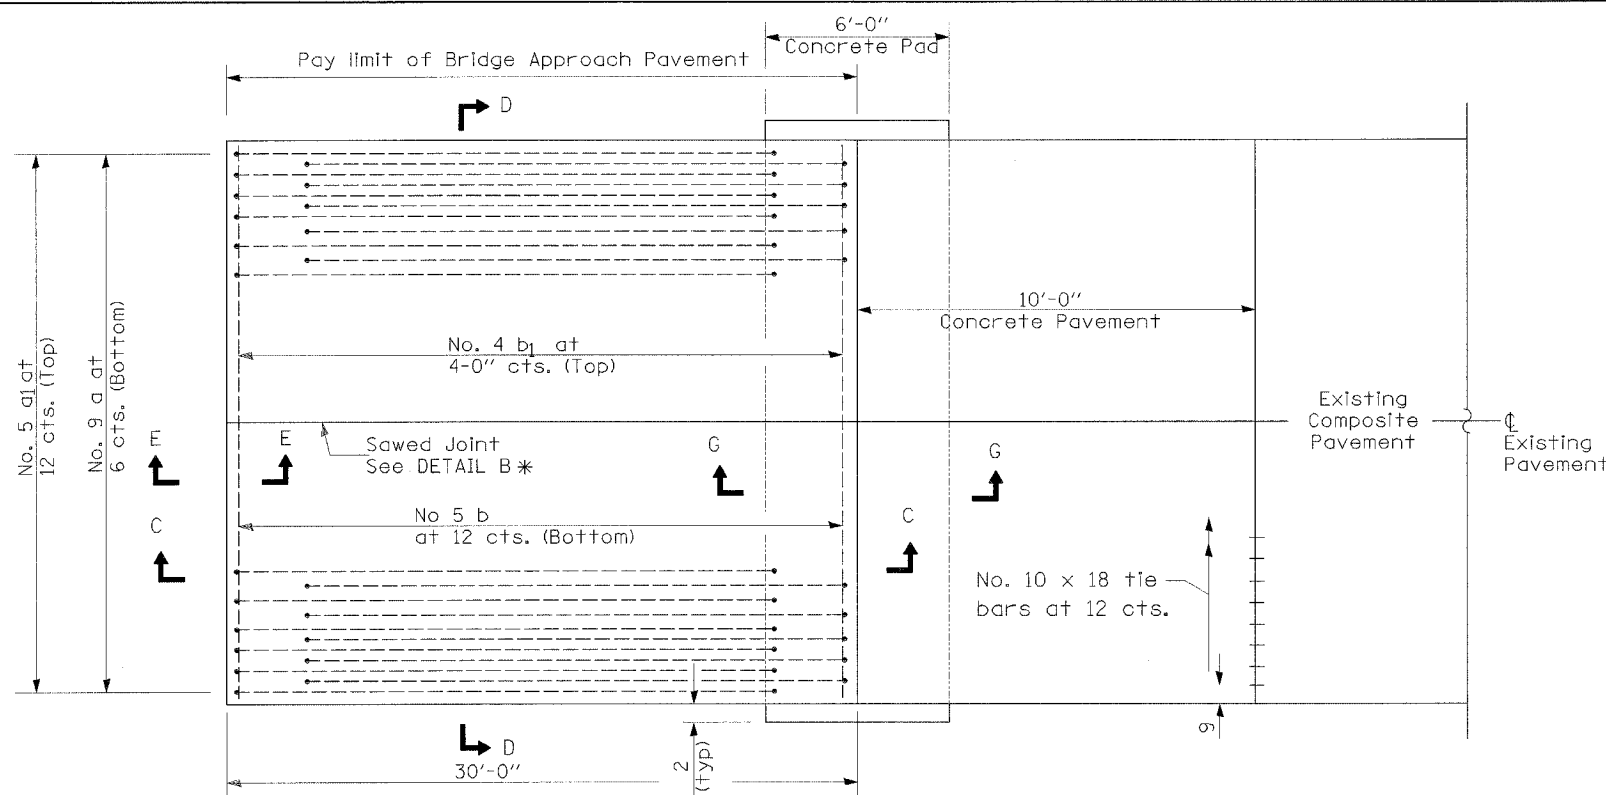 6'-0"
Concrete Pad
Pay limit of Bridge Approach Pavement
D
No. 5 a1 at
12 cts. (Top)
No. 9 a at
6 cts. (Bottom)
10'-0"
Concrete Pavement
No. 4 b1 at
4-0" cts. (Top)
Existing
Composite
Pavement
℄
Existing
Pavement
E
E
Sawed Joint
See DETAIL B *
G
G
C
No 5 b
at 12 cts. (Bottom)
C
No. 10 x 18 tie
bars at 12 cts.
D
30'-0"
2
(typ)
9